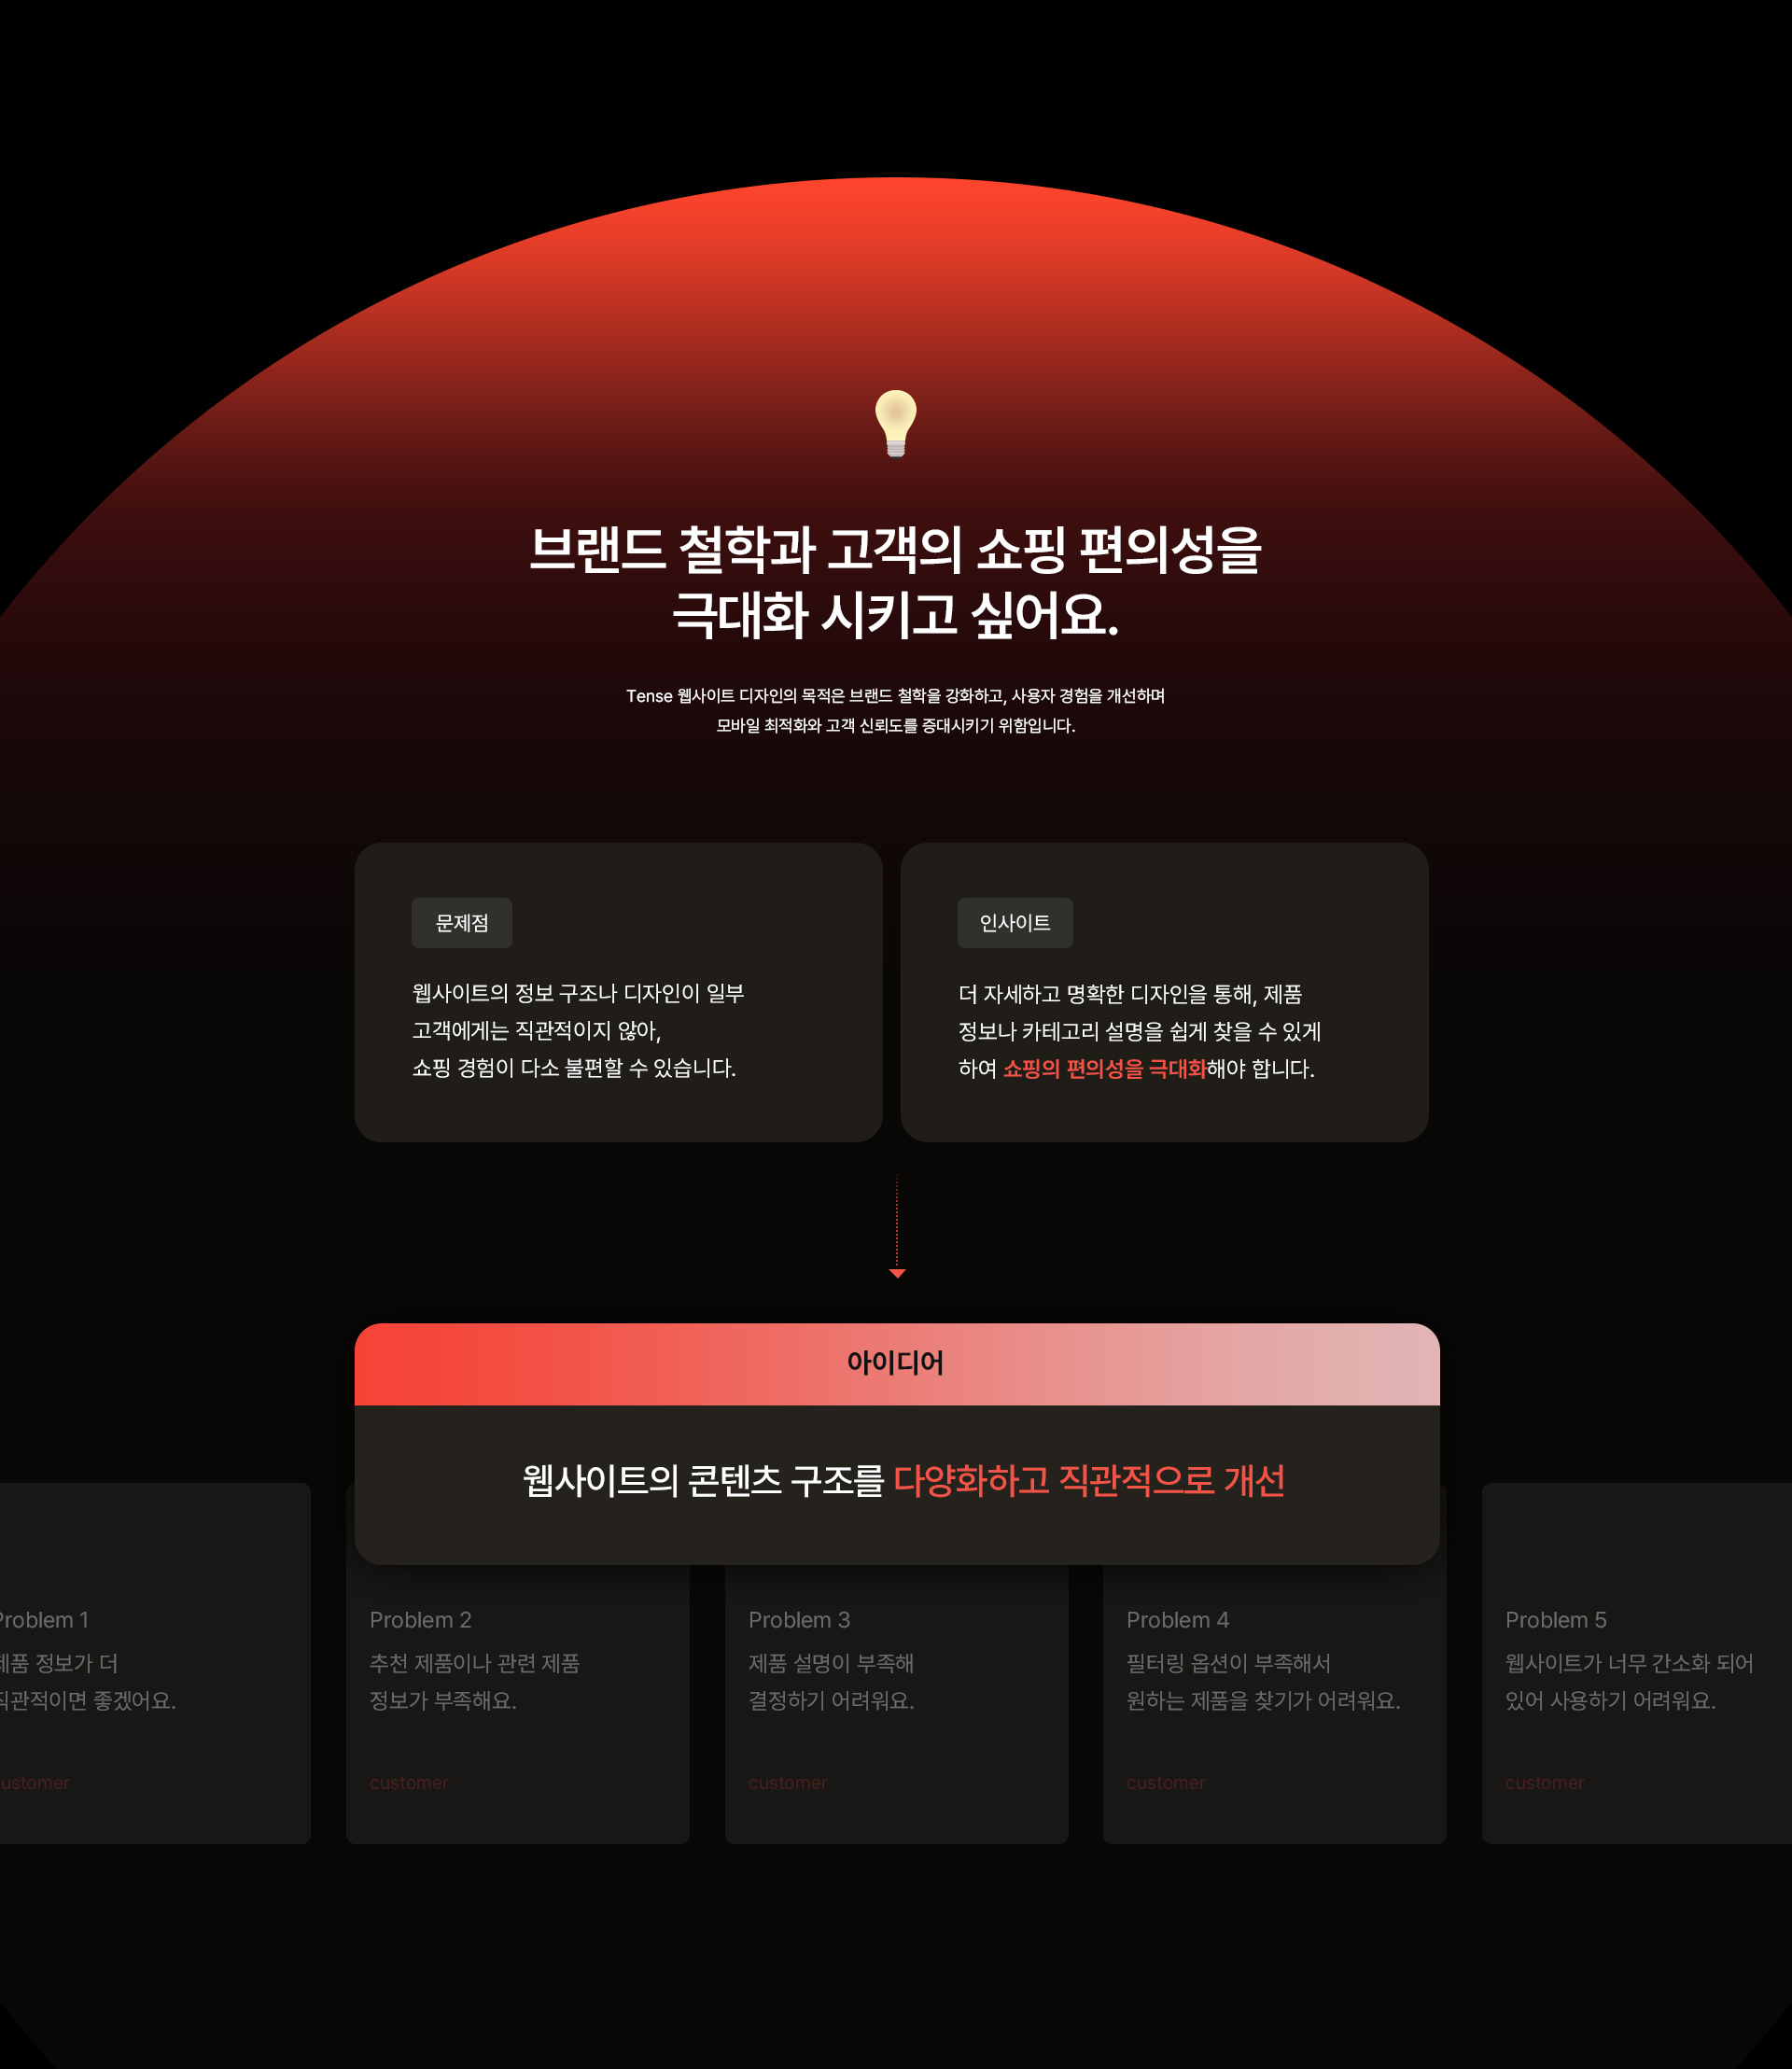 브랜드 철학과 고객의 쇼핑 편의성을
극대화 시키고 싶어요.
Tense 웹사이트 디자인의 목적은 브랜드 철학을 강화하고, 사용자 경험을 개선하며
모바일 최적화와 고객 신뢰도를 증대시키기 위함입니다.
문제점
웹사이트의 정보 구조나 디자인이 일부
고객에게는 직관적이지 않아,
쇼핑 경험이 다소 불편할 수 있습니다.
인사이트
더 자세하고 명확한 디자인을 통해, 제품
정보나 카테고리 설명을 쉽게 찾을 수 있게
하여 쇼핑의 편의성을 극대화해야 합니다.
아이디어
웹사이트의 콘텐츠 구조를 다양화하고 직관적으로 개선
Problem 1
제품 정보가 더
직관적이면 좋겠어요.
customer
Problem 2
추천 제품이나 관련 제품
정보가 부족해요.
customer
Problem 3
제품 설명이 부족해
결정하기 어려워요.
customer
Problem 4
필터링 옵션이 부족해서
원하는 제품을 찾기가 어려워요.
customer
Problem 5
웹사이트가 너무 간소화 되어
있어 사용하기 어려워요.
customer